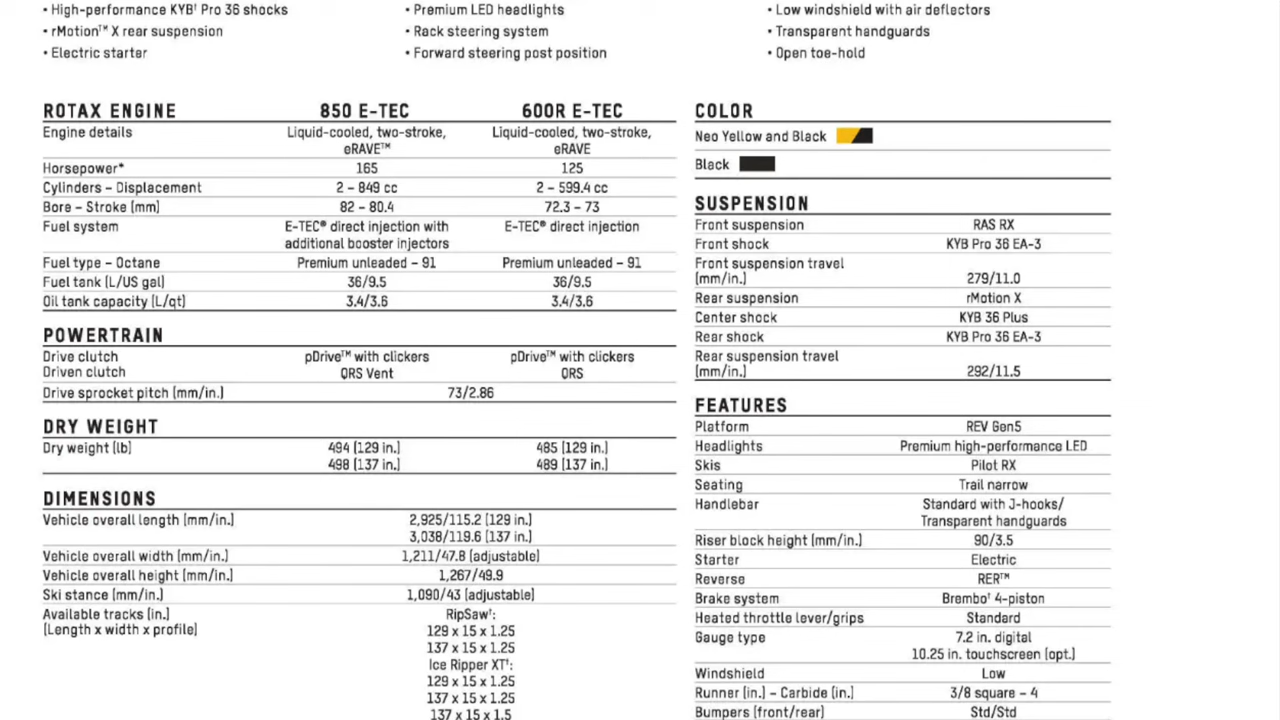 • High-performance KYB† Pro 36 shocks
• rMotion™ X rear suspension
• Electric starter
• Premium LED headlights
• Rack steering system
• Forward steering post position
• Low windshield with air deflectors
• Transparent handguards
• Open toe-hold
ROTAX ENGINE 850 E-TEC 600R E-TEC
Engine details Liquid-cooled, two-stroke, Liquid-cooled, two-stroke,
eRAVE™ eRAVE
Horsepower* 165 125
Cylinders – Displacement 2 – 849 cc 2 – 599.4 cc
Bore – Stroke (mm) 82 – 80.4 72.3 – 73
Fuel system E-TEC® direct injection with E-TEC® direct injection
additional booster injectors
Fuel type – Octane Premium unleaded – 91 Premium unleaded – 91
Fuel tank (L/US gal) 36/9.5 36/9.5
Oil tank capacity (L/qt) 3.4/3.6 3.4/3.6
POWERTRAIN
Drive clutch pDrive™ with clickers pDrive™ with clickers
Driven clutch QRS Vent QRS
Drive sprocket pitch (mm/in.) 73/2.86
DRY WEIGHT
Dry weight (lb) 494 (129 in.) 485 (129 in.)
498 (137 in.) 489 (137 in.)
DIMENSIONS
Vehicle overall length (mm/in.) 2,925/115.2 (129 in.)
3,038/119.6 (137 in.)
Vehicle overall width (mm/in.) 1,211/47.8 (adjustable)
Vehicle overall height (mm/in.) 1,267/49.9
Ski stance (mm/in.) 1,090/43 (adjustable)
Available tracks (in.) RipSaw†:
(Length x width x profile) 129 x 15 x 1.25
137 x 15 x 1.25
Ice Ripper XT†:
129 x 15 x 1.25
137 x 15 x 1.25
137 x 15 x 1.5
COLOR
Neo Yellow and Black
Black
SUSPENSION
Front suspension RAS RX
Front shock KYB Pro 36 EA-3
Front suspension travel
(mm/in.) 279/11.0
Rear suspension rMotion X
Center shock KYB 36 Plus
Rear shock KYB Pro 36 EA-3
Rear suspension travel
(mm/in.) 292/11.5
FEATURES
Platform REV Gen5
Headlights Premium high-performance LED
Skis Pilot RX
Seating Trail narrow
Handlebar Standard with J-hooks/
Transparent handguards
Riser block height (mm/in.) 90/3.5
Starter Electric
Reverse RER™
Brake system Brembo† 4-piston
Heated throttle lever/grips Standard
Gauge type 7.2 in. digital
10.25 in. touchscreen (opt.)
Windshield Low
Runner (in.) – Carbide (in.) 3/8 square – 4
Bumpers (front/rear) Std/Std